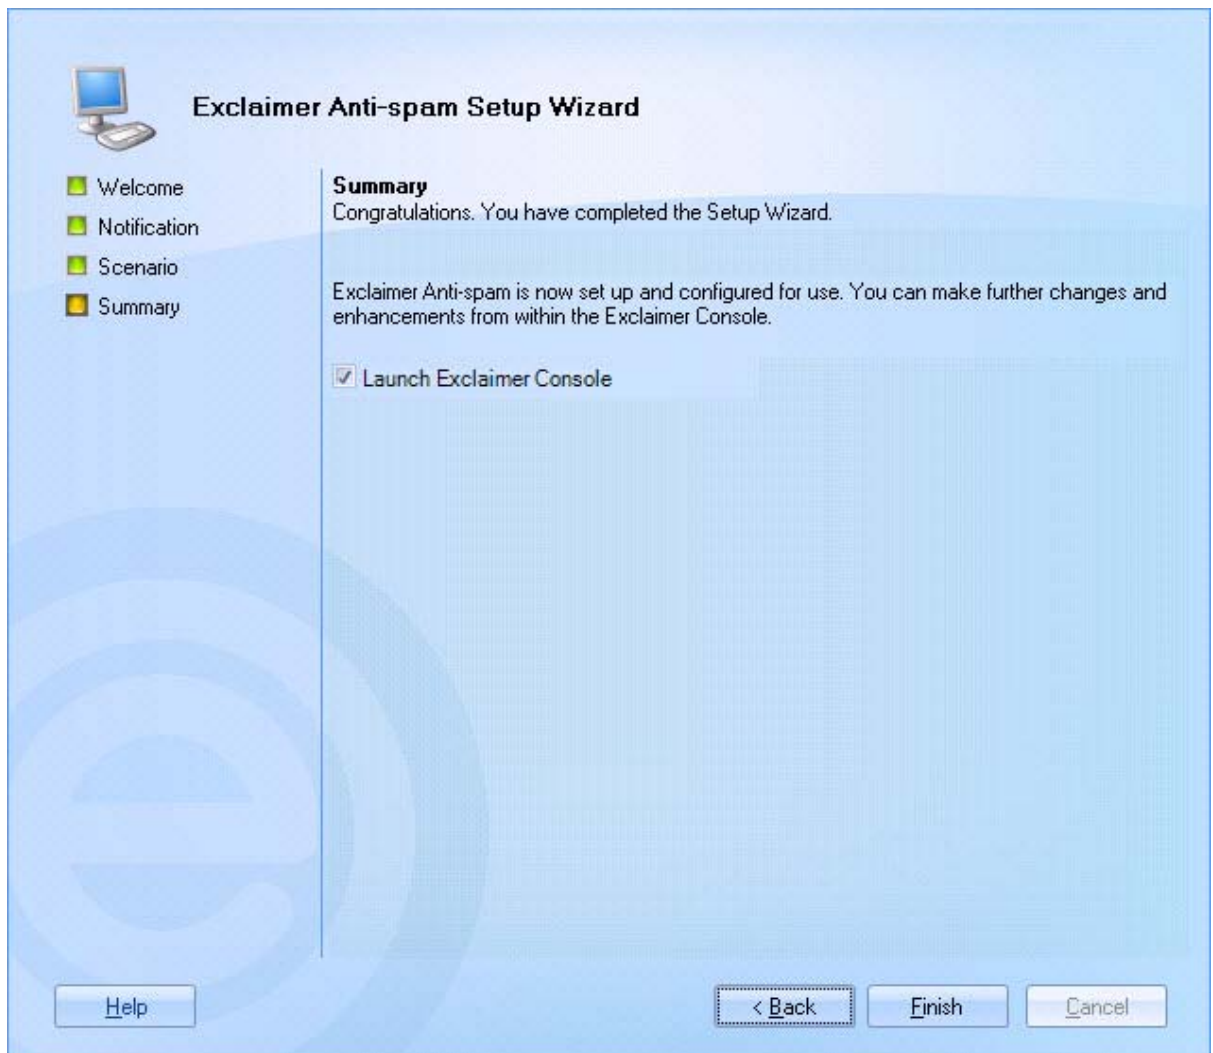 Exclaimer Anti-spam Setup Wizard
Welcome
Notification
Scenario
Summary
Summary
Congratulations. You have completed the Setup Wizard.
Exclaimer Anti-spam is now set up and configured for use. You can make further changes and
enhancements from within the Exclaimer Console.
Launch Exclaimer Console
Help
< Back
Finish
Cancel